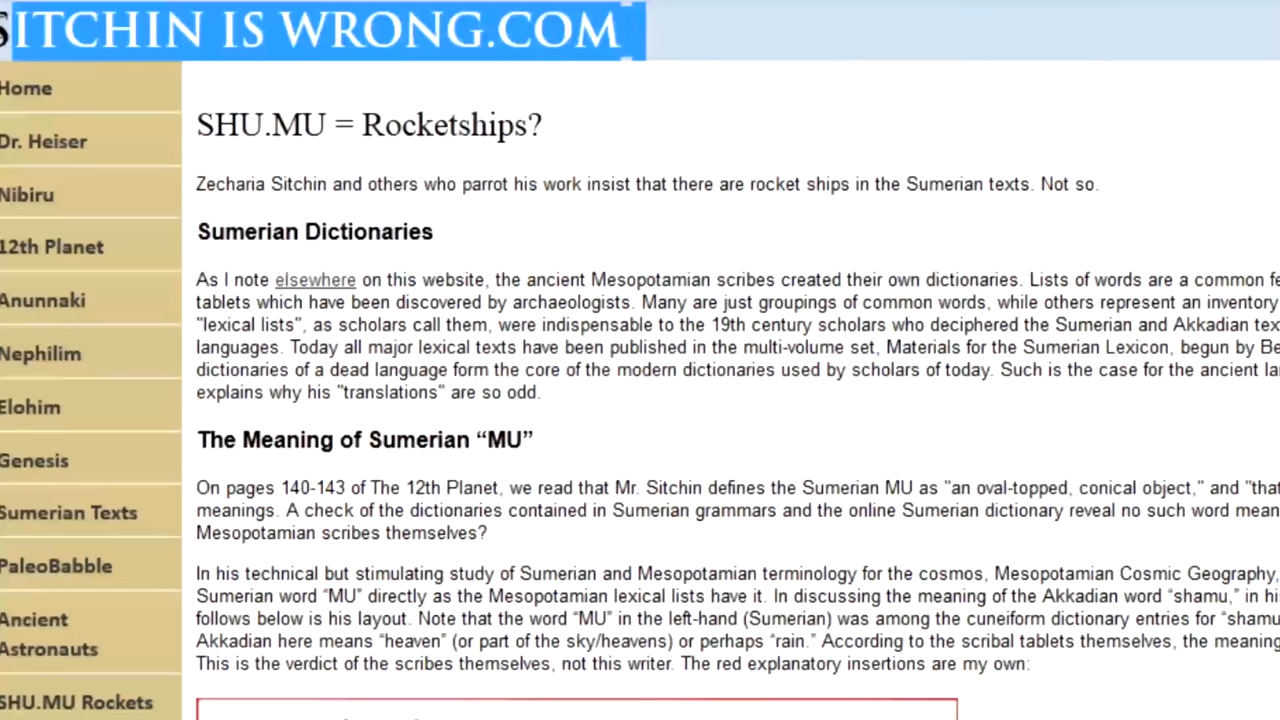 SITCHIN IS WRONG.COM
Home
Dr. Heiser
Nibiru
12th Planet
Anunnaki
Nephilim
Elohim
Genesis
Sumerian Texts
PaleoBabble
Ancient
Astronauts
SHU.MU Rockets
SHU.MU = Rocketships?
Zecharia Sitchin and others who parrot his work insist that there are rocket ships in the Sumerian texts. Not so.
Sumerian Dictionaries
As I note elsewhere on this website, the ancient Mesopotamian scribes created their own dictionaries. Lists of words are a common
tablets which have been discovered by archaeologists. Many are just groupings of common words, while others represent an inventory
"lexical lists", as scholars call them, were indispensable to the 19th century scholars who deciphered the Sumerian and Akkadian
languages. Today all major lexical texts have been published in the multi-volume set, Materials for the Sumerian Lexicon, begun by
dictionaries of a dead language form the core of the modern dictionaries used by scholars of today. Such is the case for the ancient
explains why his "translations" are so odd.
The Meaning of Sumerian “MU”
On pages 140-143 of The 12th Planet, we read that Mr. Sitchin defines the Sumerian MU as "an oval-topped, conical object," and "that
meanings. A check of the dictionaries contained in Sumerian grammars and the online Sumerian dictionary reveal no such word
Mesopotamian scribes themselves?
In his technical but stimulating study of Sumerian and Mesopotamian terminology for the cosmos, Mesopotamian Cosmic Geography,
Sumerian word “MU” directly as the Mesopotamian lexical lists have it. In discussing the meaning of the Akkadian word “shamu,” in
follows below is his layout. Note that the word “MU” in the left-hand (Sumerian) was among the cuneiform dictionary entries for “shamu
Akkadian here means “heaven” (or part of the sky/heavens) or perhaps “rain.” According to the scribal tablets themselves, the meaning
This is the verdict of the scribes themselves, not this writer. The red explanatory insertions are my own: